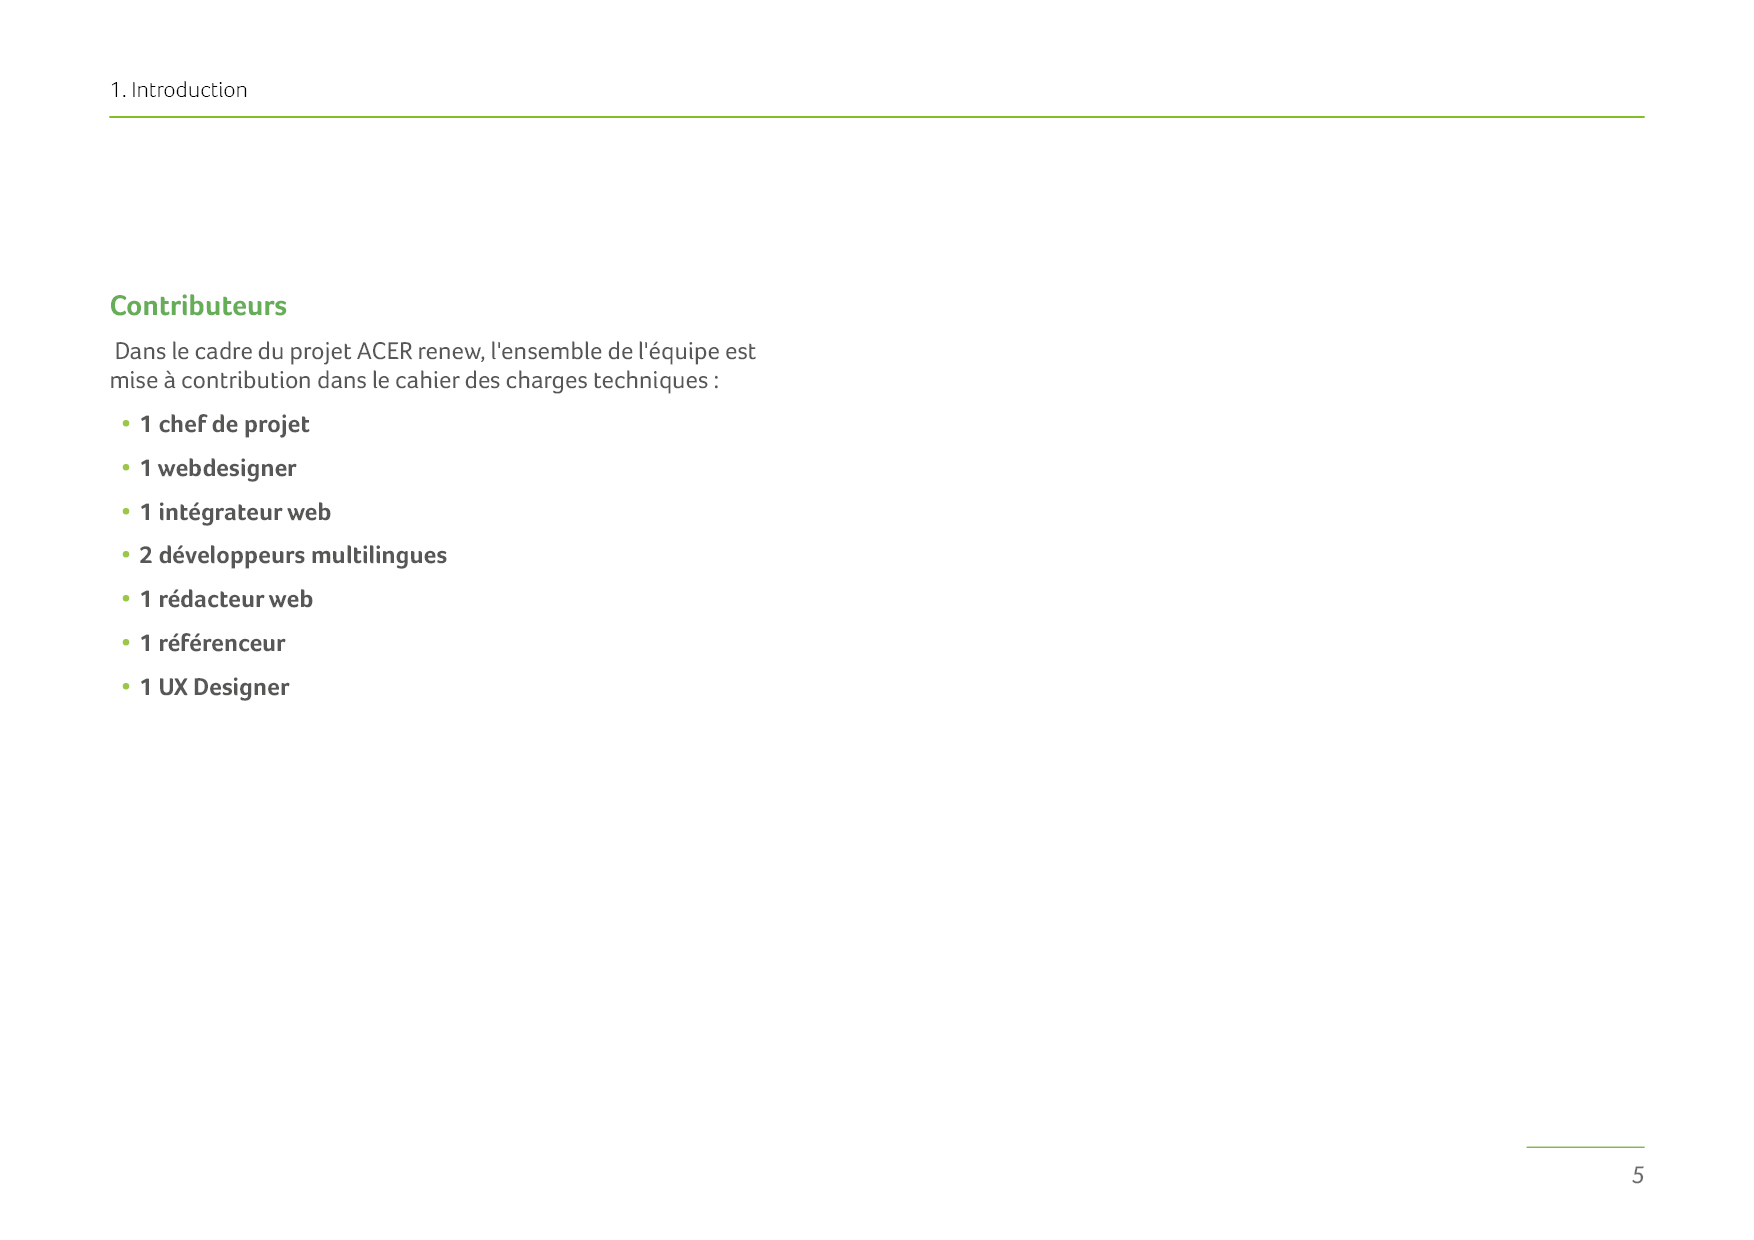 1. Introduction
Contributeurs
Dans le cadre du projet ACER renew, l'ensemble de l'équipe est
mise à contribution dans le cahier des charges techniques :
• 1 chef de projet
• 1 webdesigner
• 1 intégrateur web
• 2 développeurs multilingues
• 1 rédacteur web
• 1 référenceur
• 1 UX Designer
5